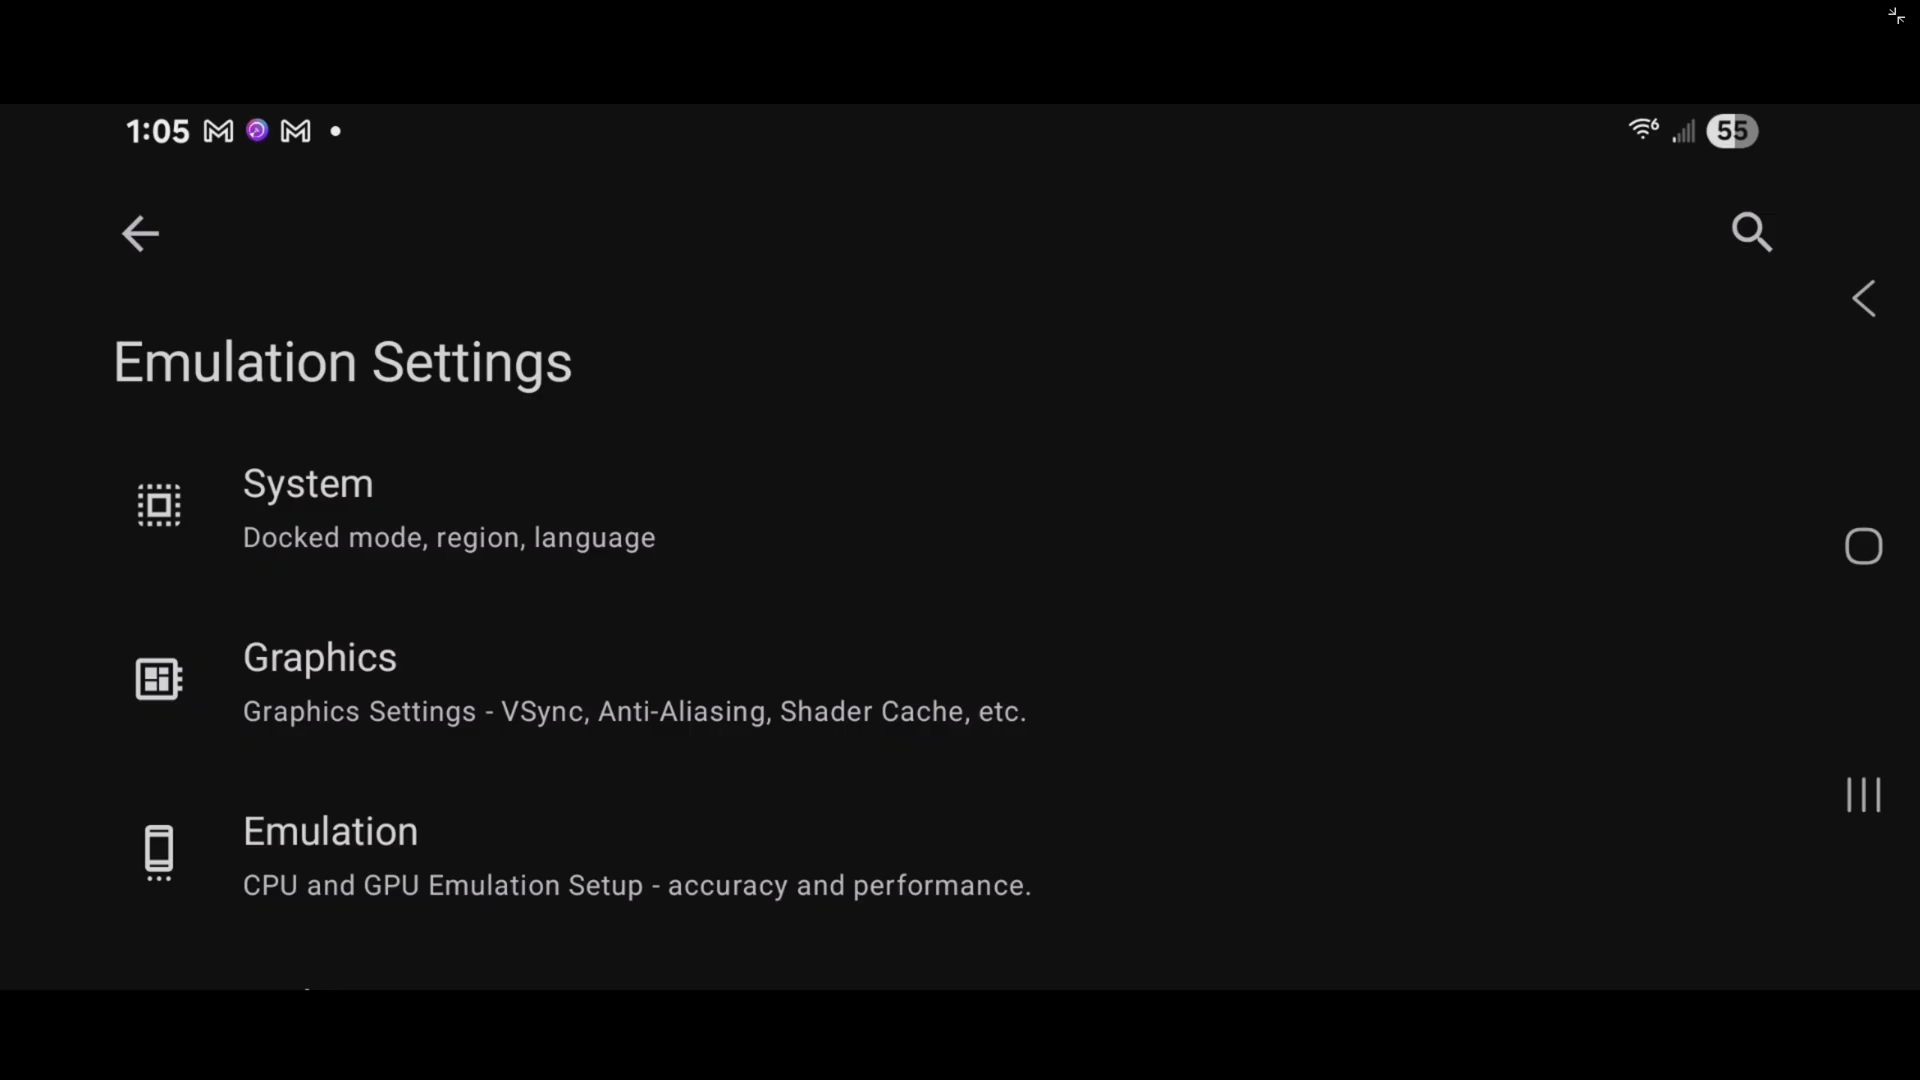 1:05
6
55
Emulation Settings
System
Docked mode, region, language
Graphics
Graphics Settings - VSync, Anti-Aliasing, Shader Cache, etc.
Emulation
CPU and GPU Emulation Setup - accuracy and performance.